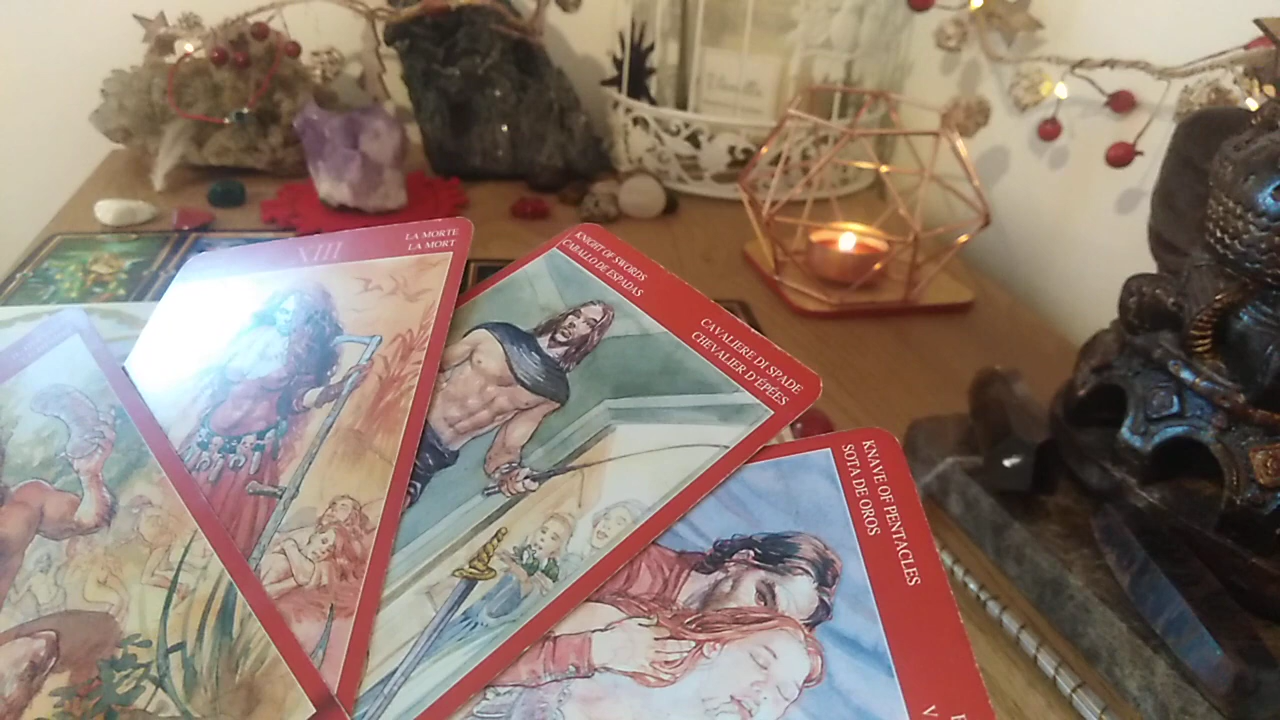 XIII
LA MORTE
LA MORT
KNIGHT OF SWORDS
CABALLO DE ESPADAS
CAVALIERE DI SPADE
CHEVALIER D'ÉPÉES
KNAVE OF PENTACLES
SOTA DE OROS